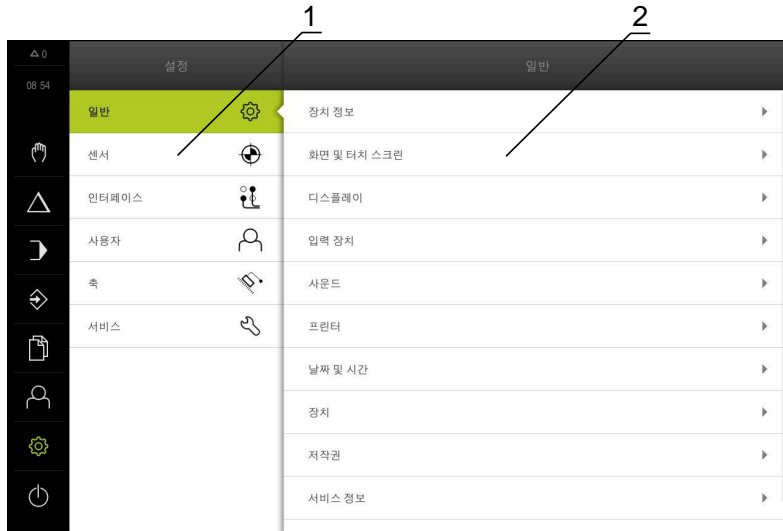 1
2
0
08 54
설정
일반
일반
센서
인터페이스
사용자
축
서비스
장치 정보
화면 및 터치 스크린
디스플레이
입력 장치
사운드
프린터
날짜 및 시간
장치
저작권
서비스 정보